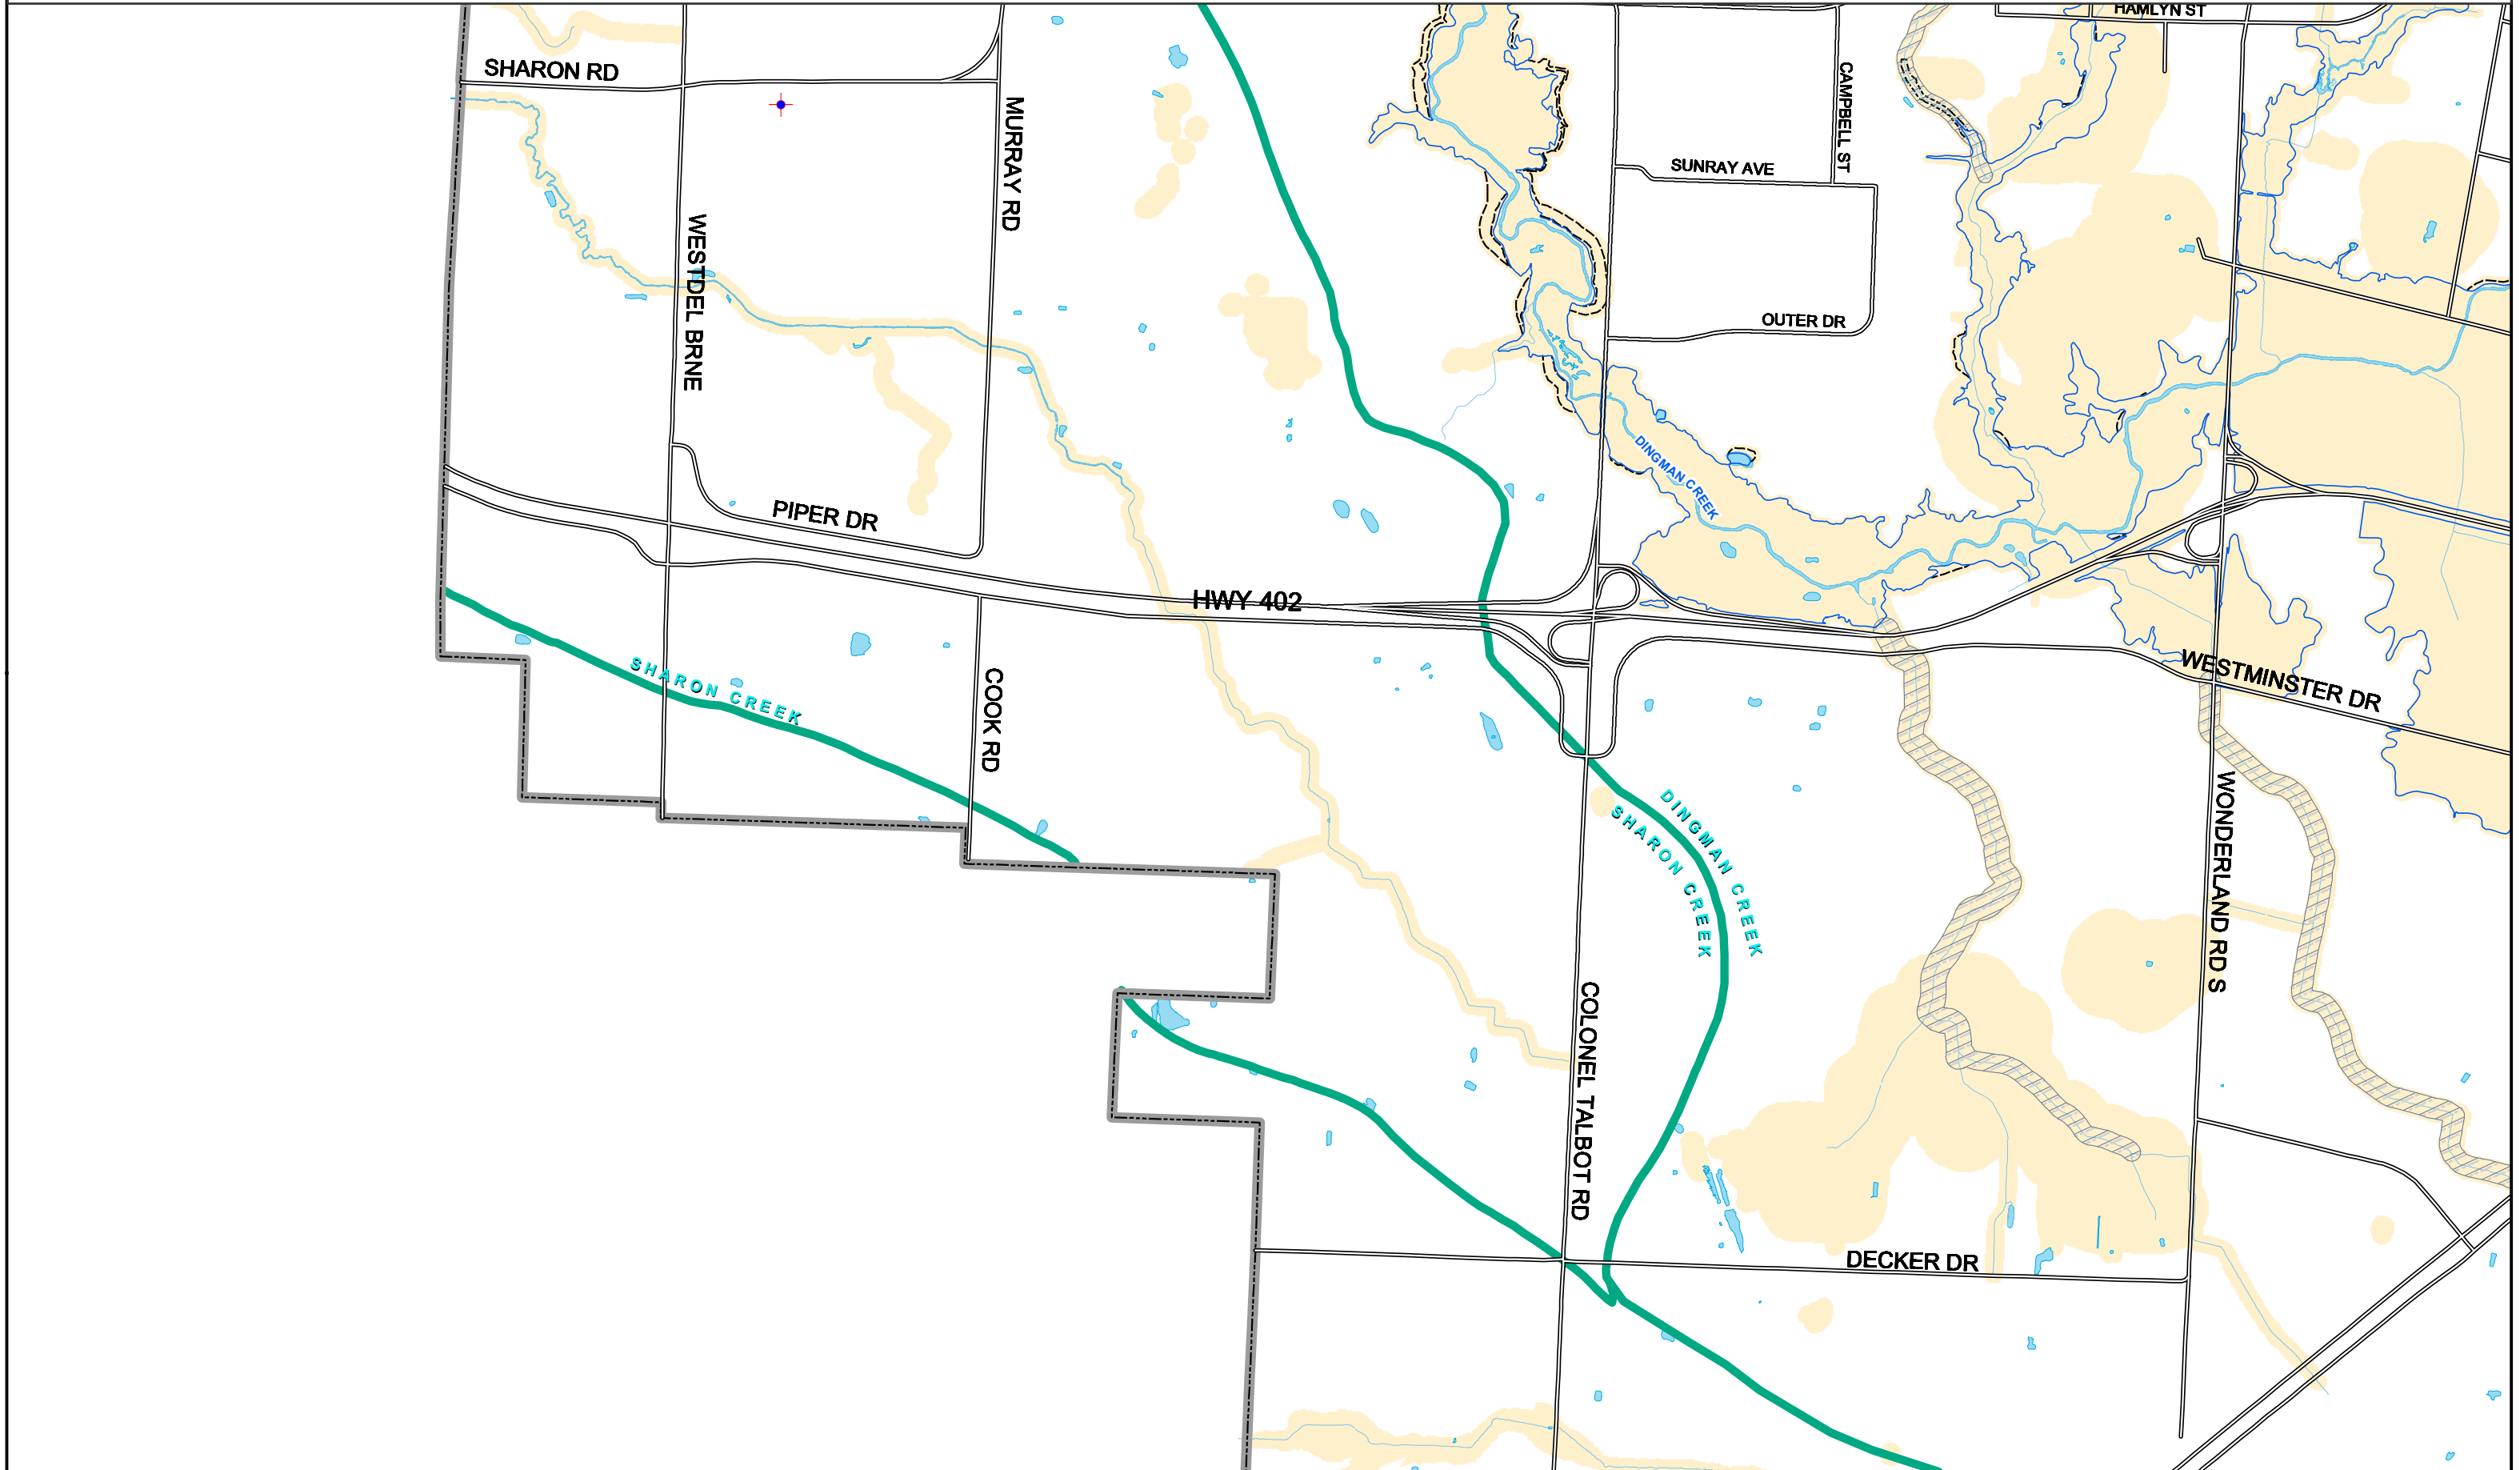 HAMLYN ST
SHARON RD
CAMPBELL ST
MURRAY RD
SUNRAY AVE
WESTDEL BRNE
OUTER DR
DINGMAN CREEK
PIPER DR
HWY 402
SHARON CREEK
WESTMINSTER DR
COOK RD
DINGMAN CREEK
SHARON CREEK
WONDERLAND RD S
COLONEL TALBOT RD
DECKER DR